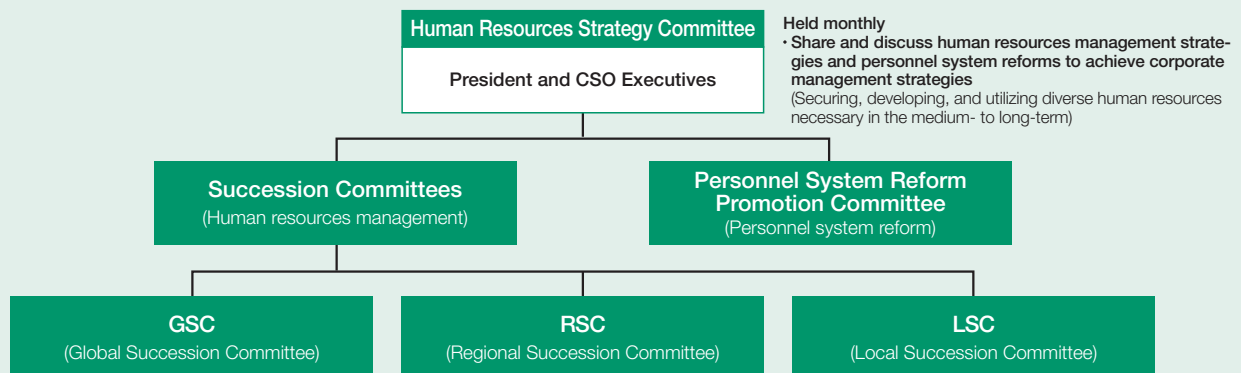 Human Resources Strategy Committee
President and CSO Executives
Held monthly
・Share and discuss human resources management strate-
gies and personnel system reforms to achieve corporate
management strategies
(Securing, developing, and utilizing diverse human resources
necessary in the medium- to long-term)
Succession Committees
(Human resources management)
Personnel System Reform
Promotion Committee
(Personnel system reform)
GSC
(Global Succession Committee)
RSC
(Regional Succession Committee)
LSC
(Local Succession Committee)